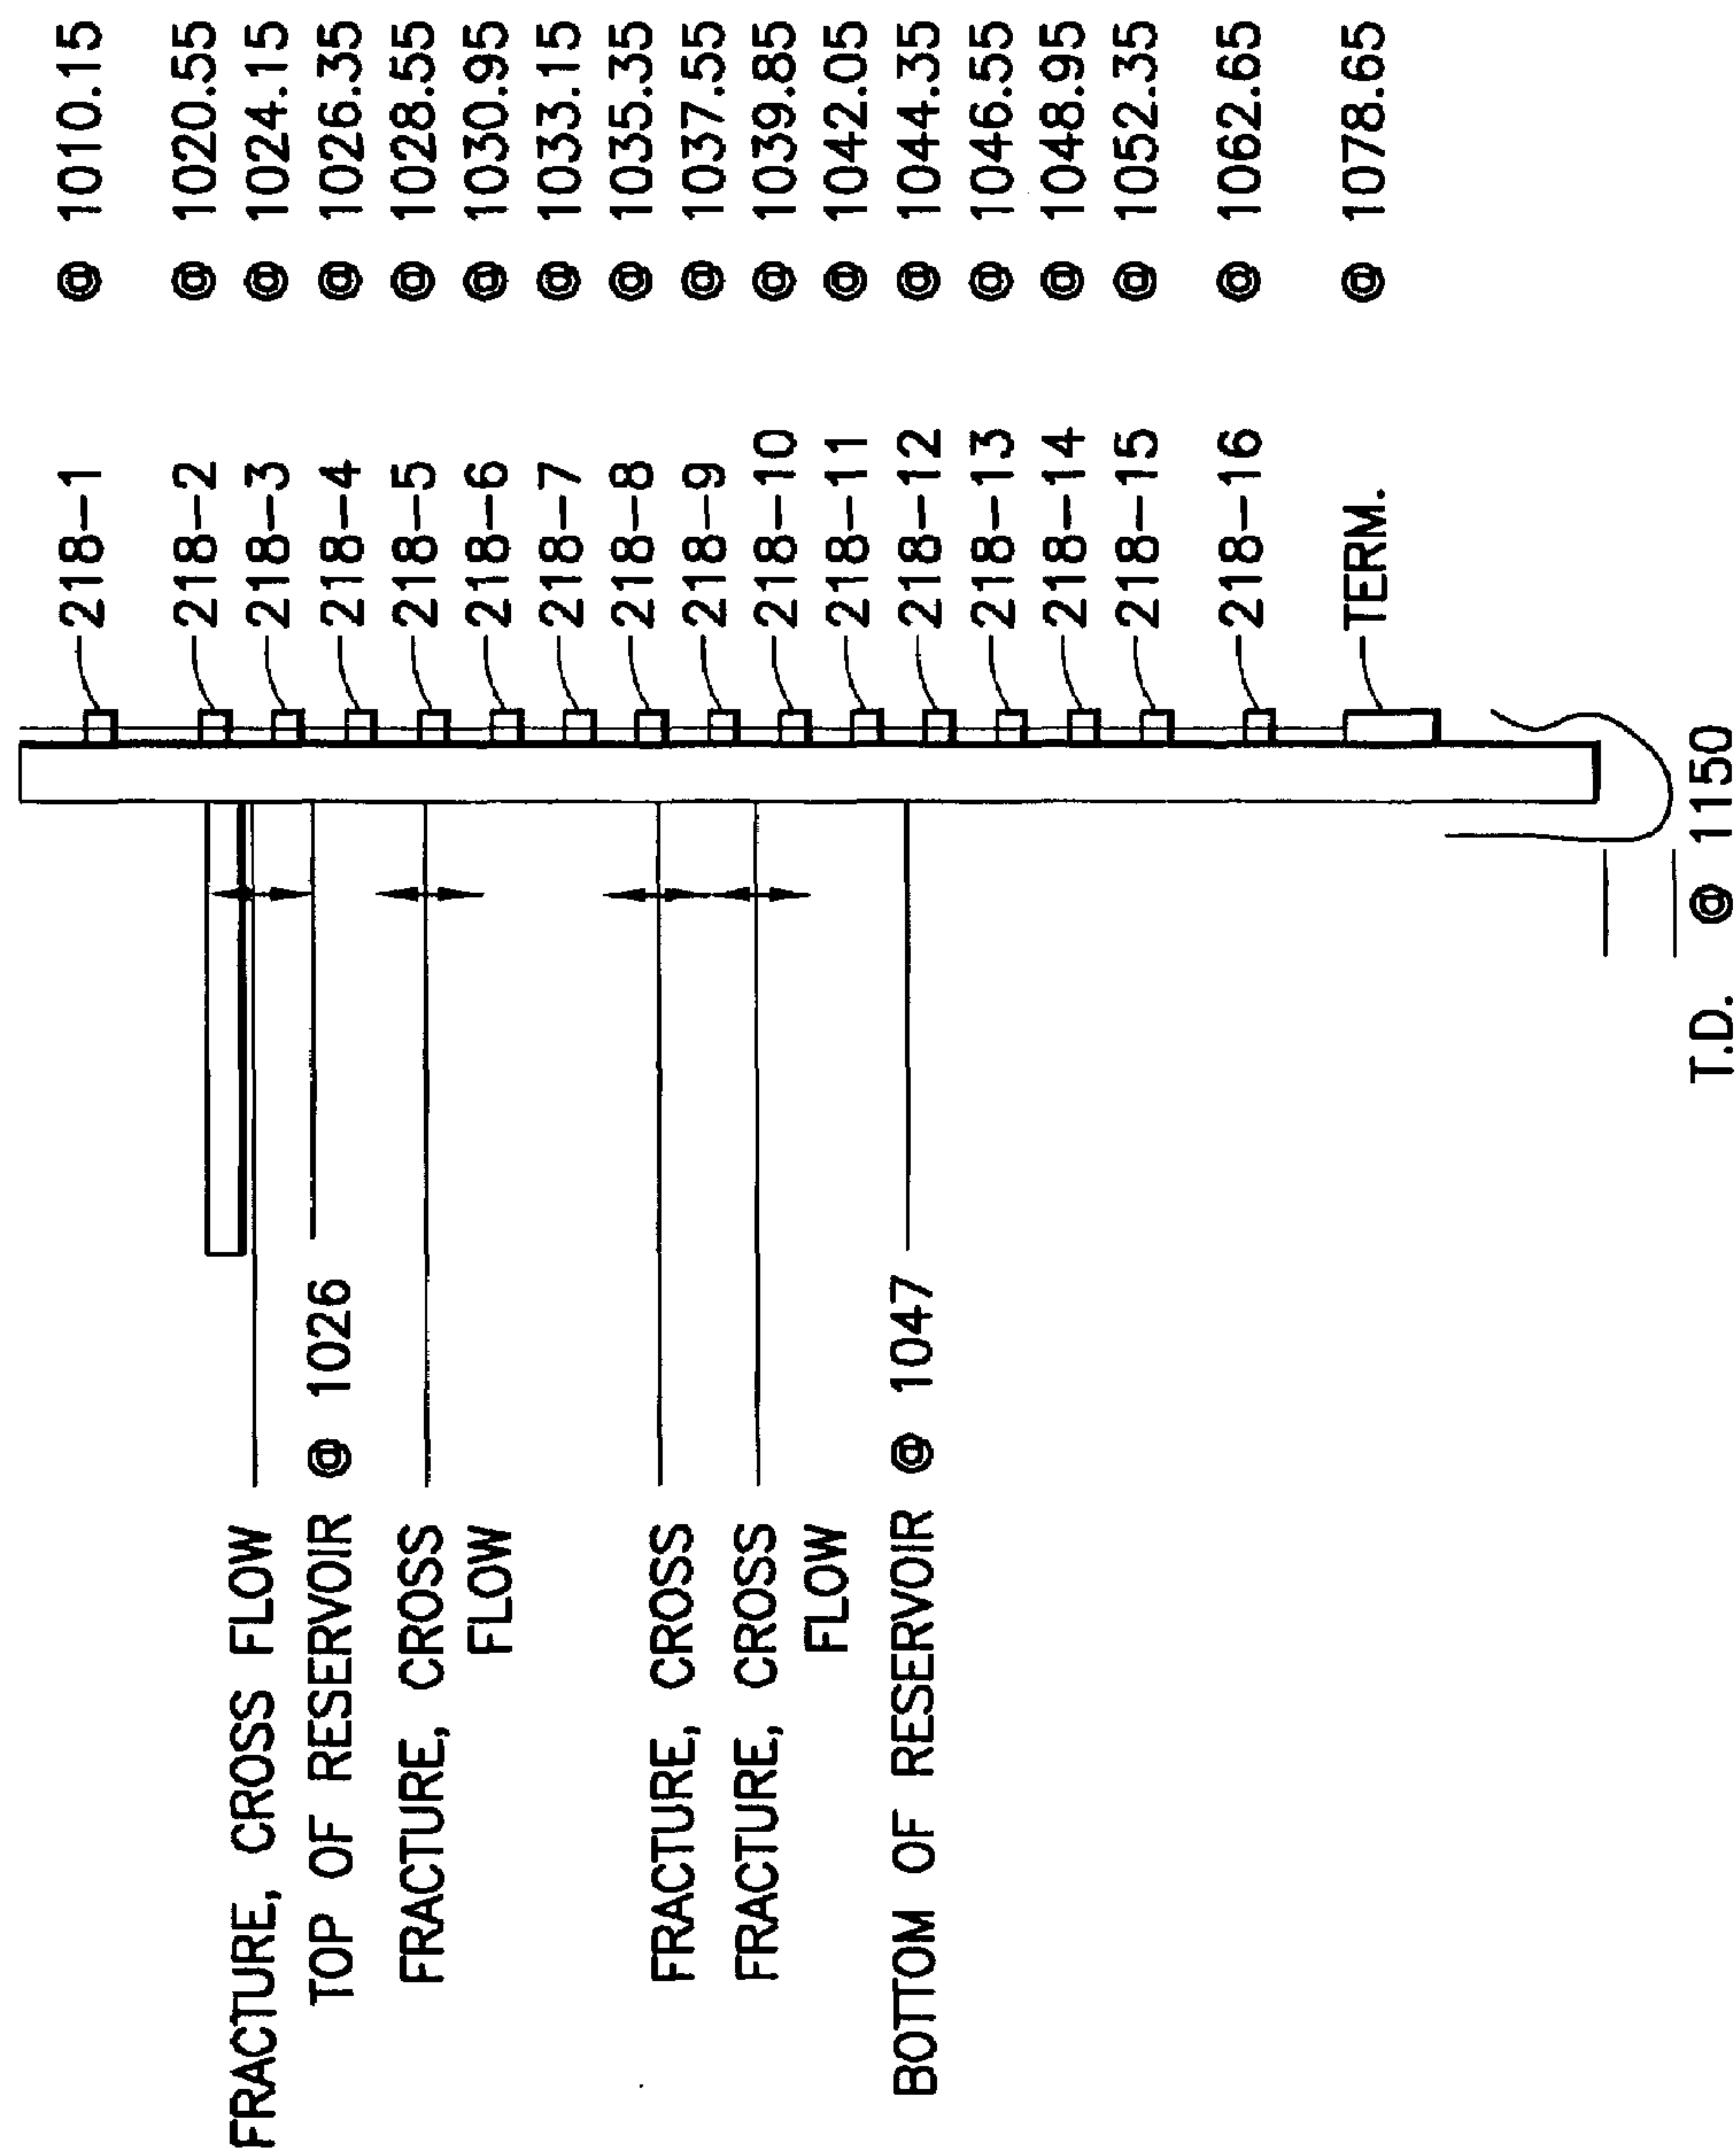 218-1 @ 1010.15
218-2 @ 1020.55
218-3 @ 1024.15
218-4 @ 1026.35
218-5 @ 1028.55
218-6 @ 1030.95
218-7 @ 1033.15
218-8 @ 1035.35
218-9 @ 1037.55
218-10 @ 1039.85
218-11 @ 1042.05
218-12 @ 1044.35
218-13 @ 1046.55
218-14 @ 1048.95
218-15 @ 1052.35
218-16 @ 1062.65
TERM. @ 1078.65
FRACTURE, CROSS FLOW
TOP OF RESERVOIR @ 1026
FRACTURE, CROSS
FLOW
FRACTURE, CROSS
FRACTURE, CROSS
FLOW
BOTTOM OF RESERVOIR @ 1047
T.D. @ 1150